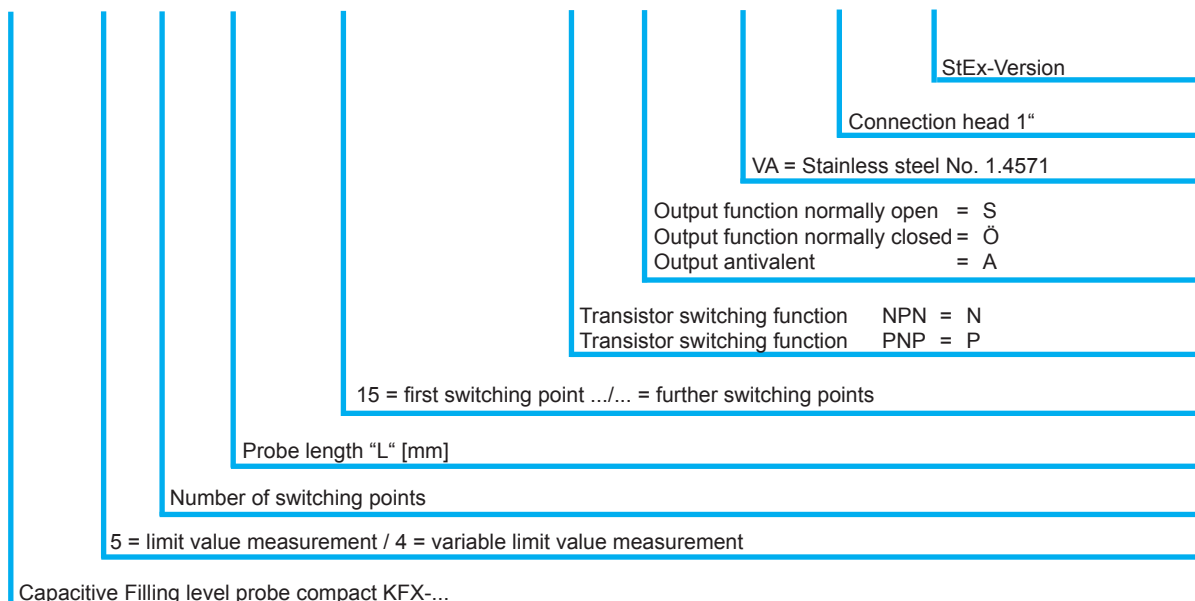 StEx-Version
Connection head 1“
VA = Stainless steel No. 1.4571
Output function normally open = S
Output function normally closed = Ö
Output antivalent = A
Transistor switching function NPN = N
Transistor switching function PNP = P
15 = first switching point .../... = further switching points
Probe length “L“ [mm]
Number of switching points
5 = limit value measurement / 4 = variable limit value measurement
Capacitive Filling level probe compact KFX-...